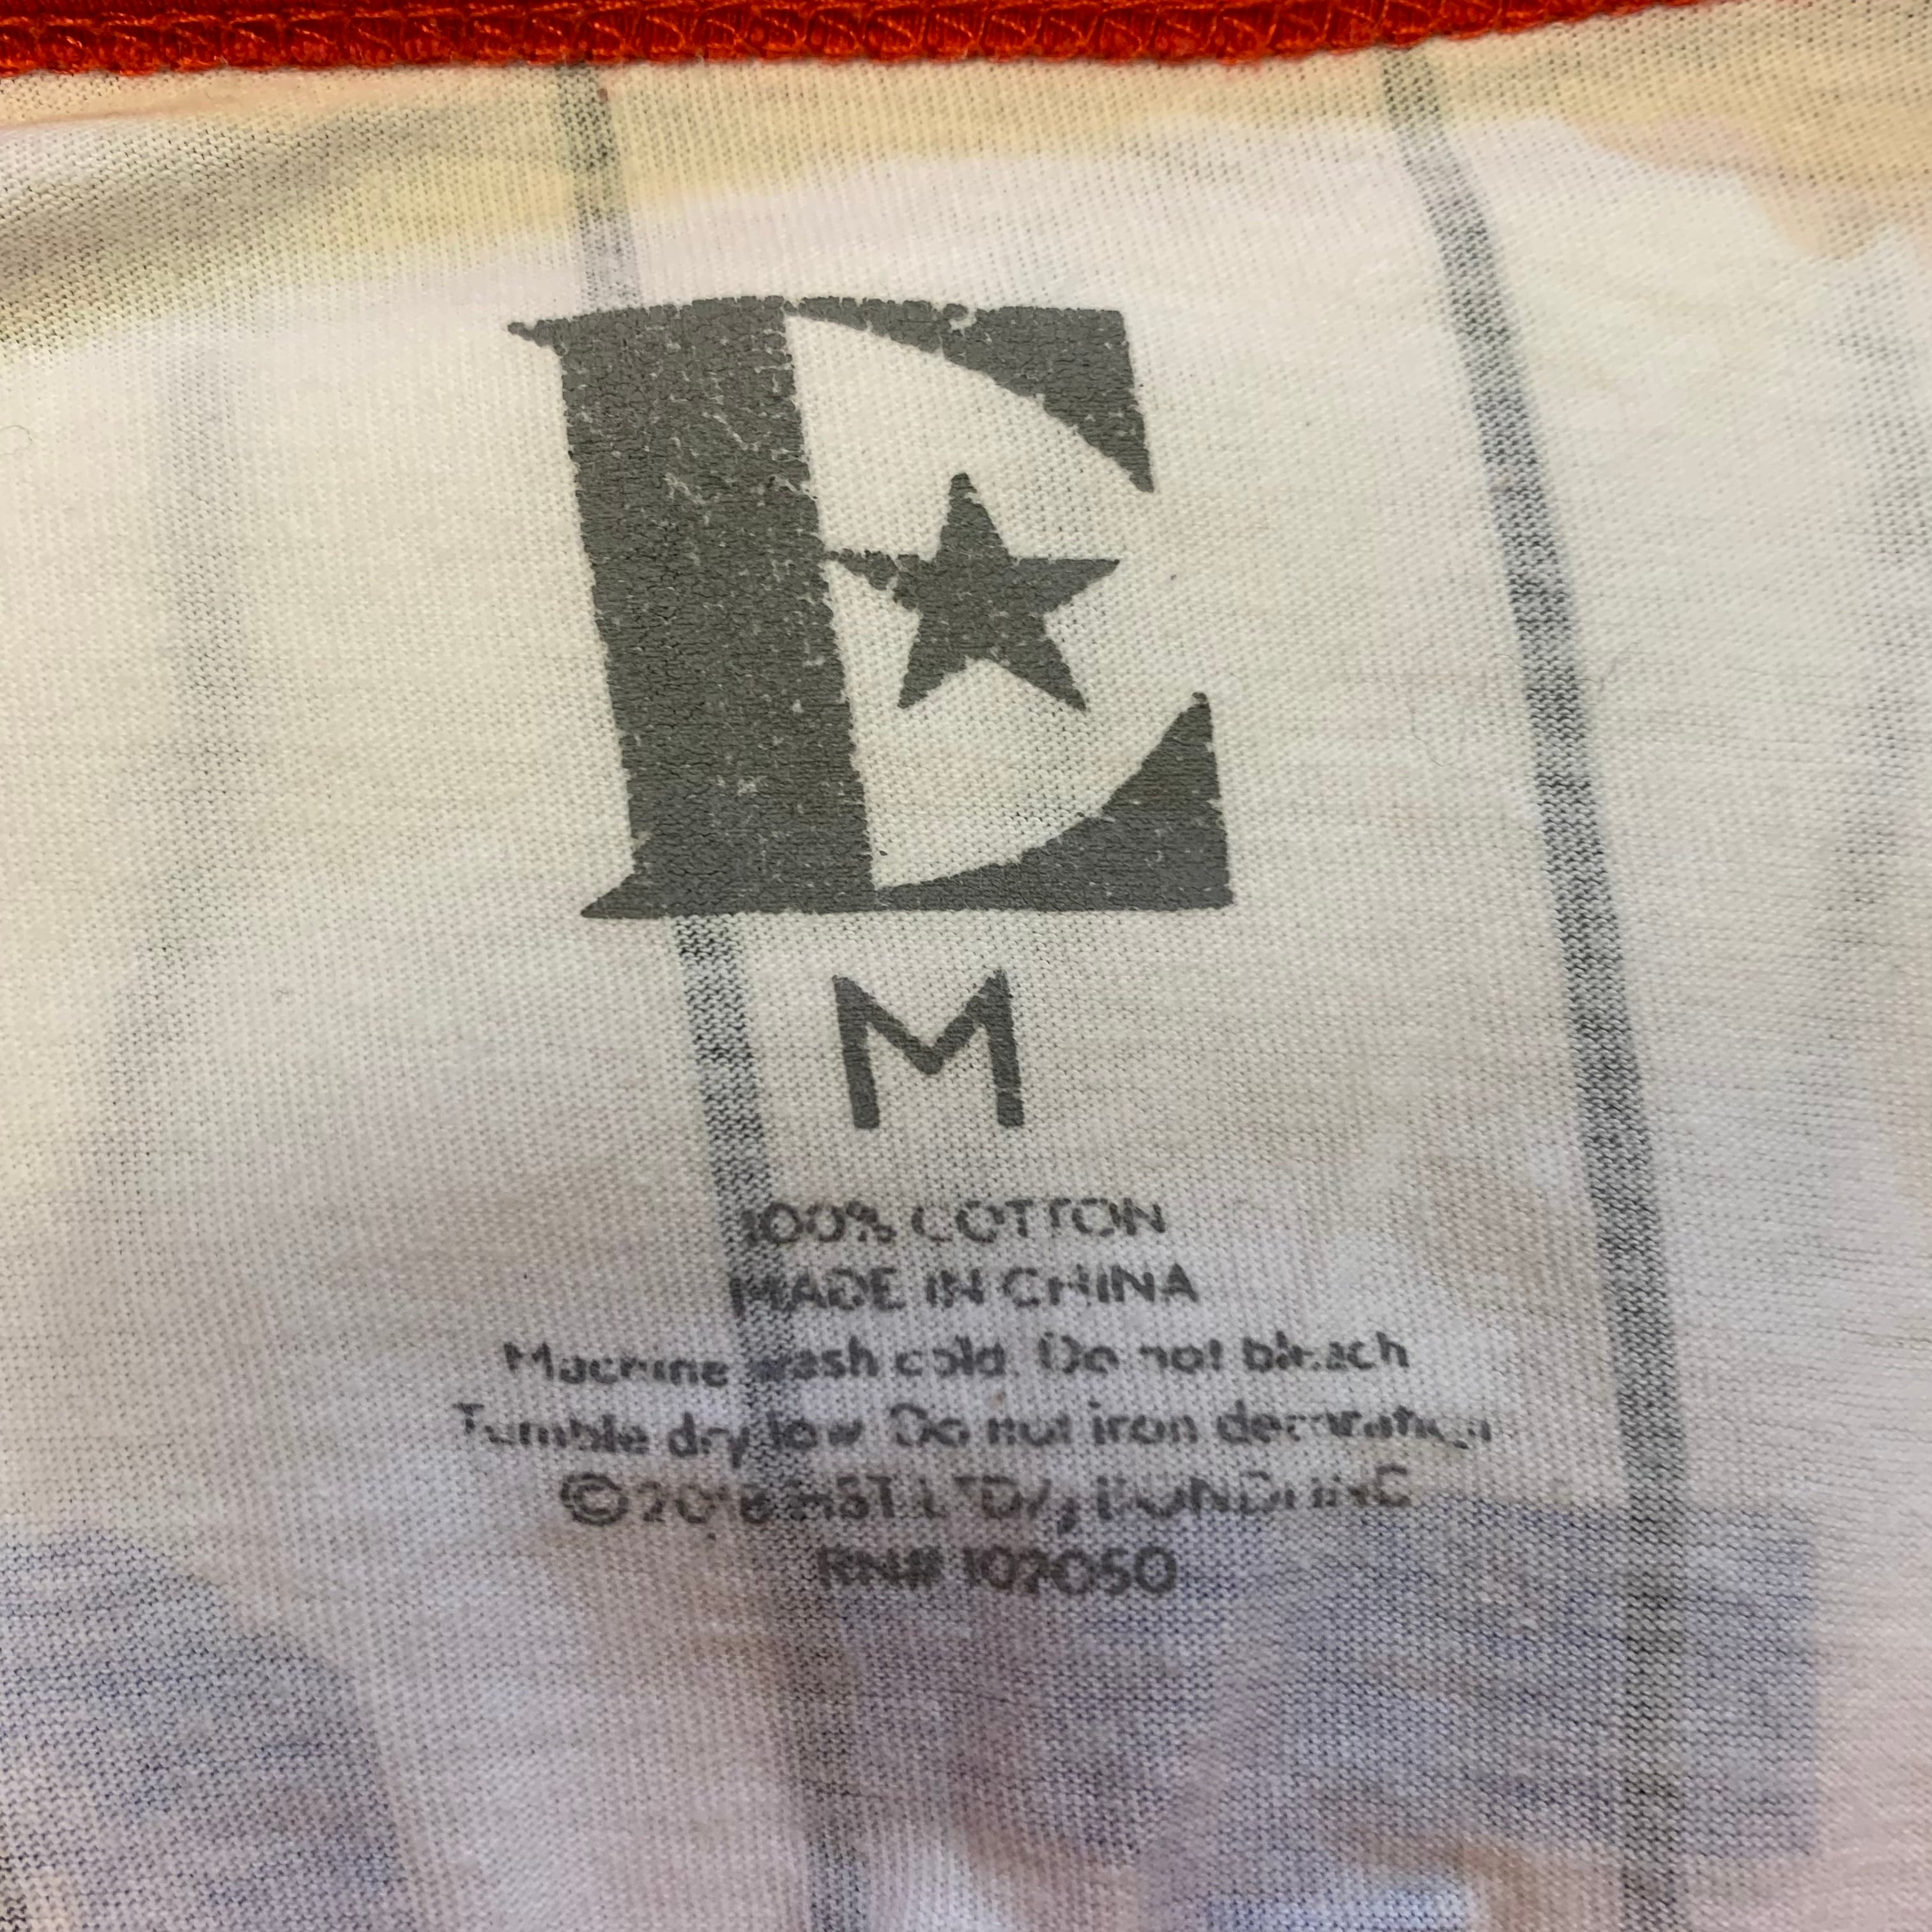 E
M
100% COTTON
MADE IN CHINA
Machine wash cold. Do not bleach
Tumble dry low Do not iron decoration
RN# 107050